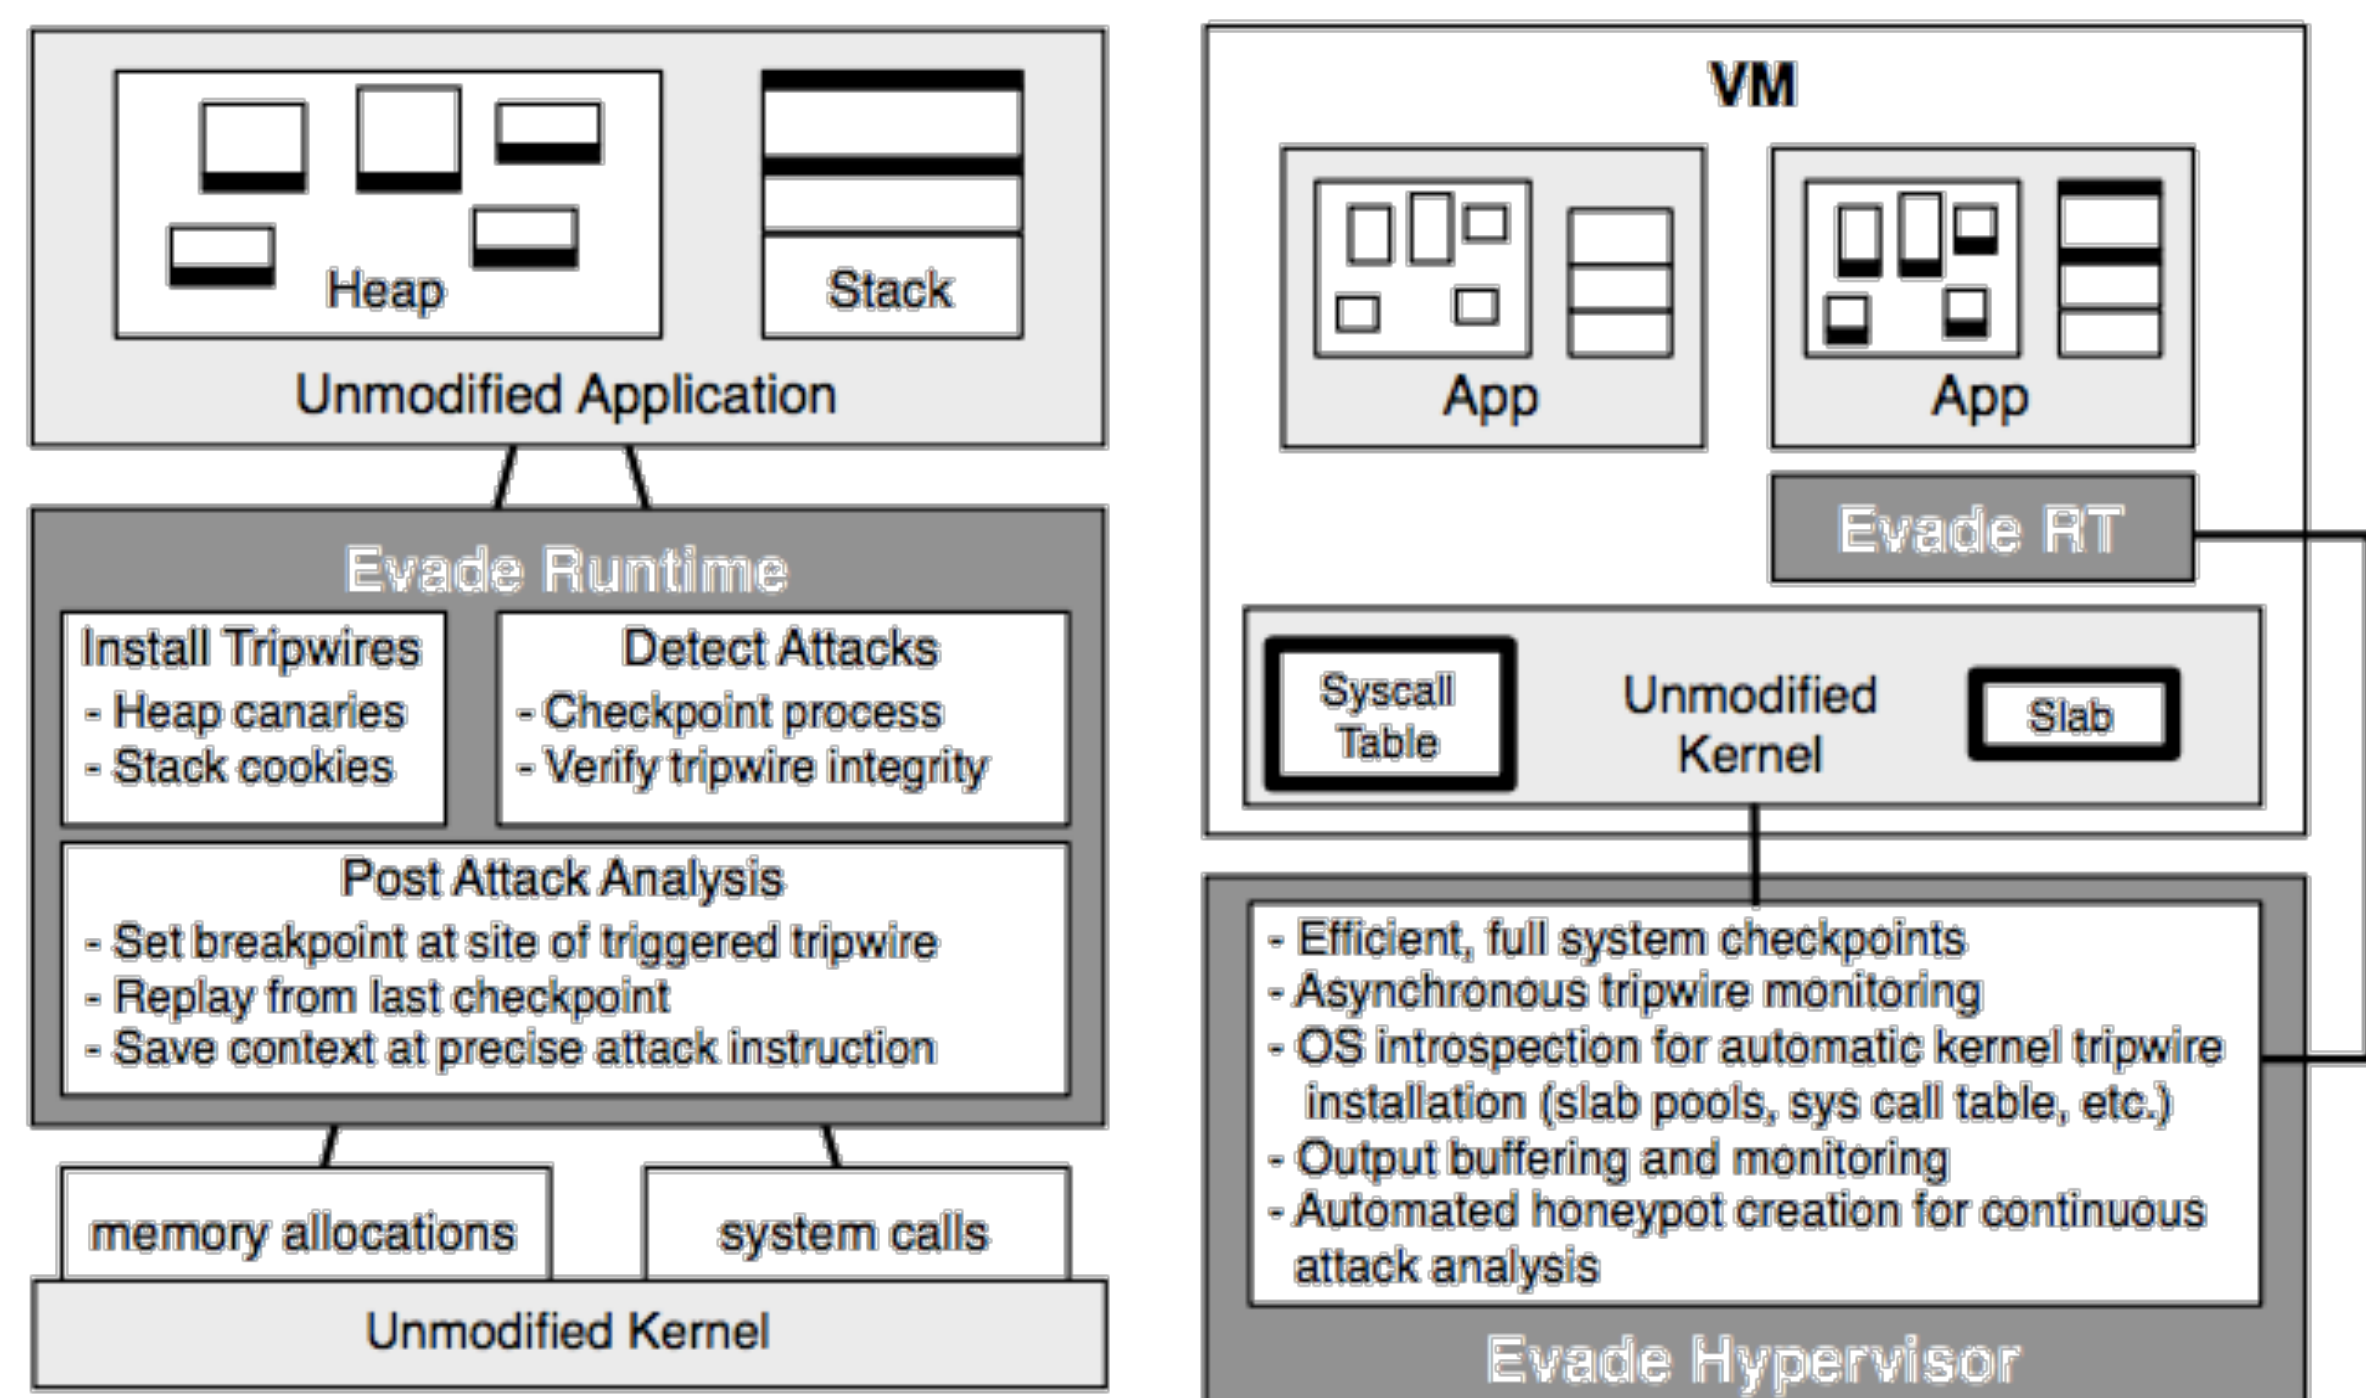 Heap
Stack
Unmodified Application
Evade Runtime
Install Tripwires
- Heap canaries
- Stack cookies
Detect Attacks
- Checkpoint process
- Verify tripwire integrity
Post Attack Analysis
- Set breakpoint at site of triggered tripwire
- Replay from last checkpoint
- Save context at precise attack instruction
memory allocations
system calls
Unmodified Kernel
VM
App
App
Evade RT
Syscall
Table
Unmodified
Kernel
Slab
- Efficient, full system checkpoints
- Asynchronous tripwire monitoring
- OS introspection for automatic kernel tripwire
installation (slab pools, sys call table, etc.)
- Output buffering and monitoring
- Automated honeypot creation for continuous
attack analysis
Evade Hypervisor